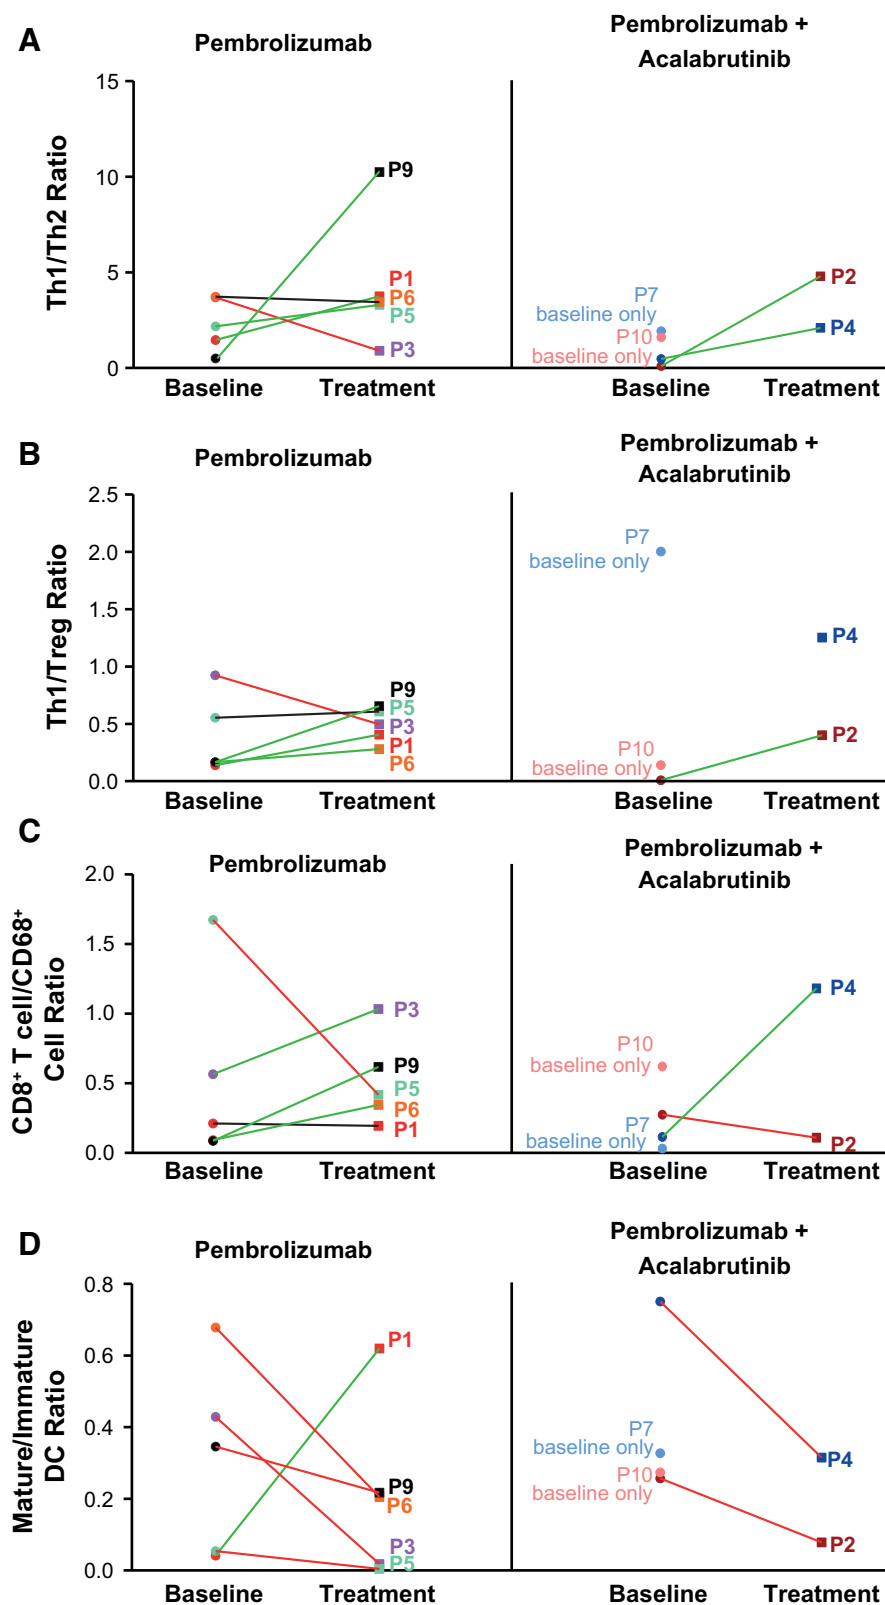 A
Pembrolizumab
Pembrolizumab +
Acalabrutinib
Th1/Th2 Ratio
15
10
5
0
P9
P1
P6
P5
P3
P7
baseline only
P10
baseline only
P2
P4
Baseline
Treatment
Baseline
Treatment
B
Pembrolizumab
Pembrolizumab +
Acalabrutinib
Th1/Treg Ratio
2.5
2.0
1.5
1.0
0.5
0.0
P9
P5
P3
P1
P6
P7
baseline only
P10
baseline only
P4
P2
Baseline
Treatment
Baseline
Treatment
C
Pembrolizumab
Pembrolizumab +
Acalabrutinib
CD8⁺ T cell/CD68⁺
Cell Ratio
2.0
1.5
1.0
0.5
0.0
P3
P9
P5
P6
P1
P10
baseline only
P7
baseline only
P4
P2
Baseline
Treatment
Baseline
Treatment
D
Pembrolizumab
Pembrolizumab +
Acalabrutinib
Mature/Immature
DC Ratio
0.8
0.6
0.4
0.2
0.0
P1
P9
P6
P3
P5
P7
baseline only
P10
baseline only
P4
P2
Baseline
Treatment
Baseline
Treatment